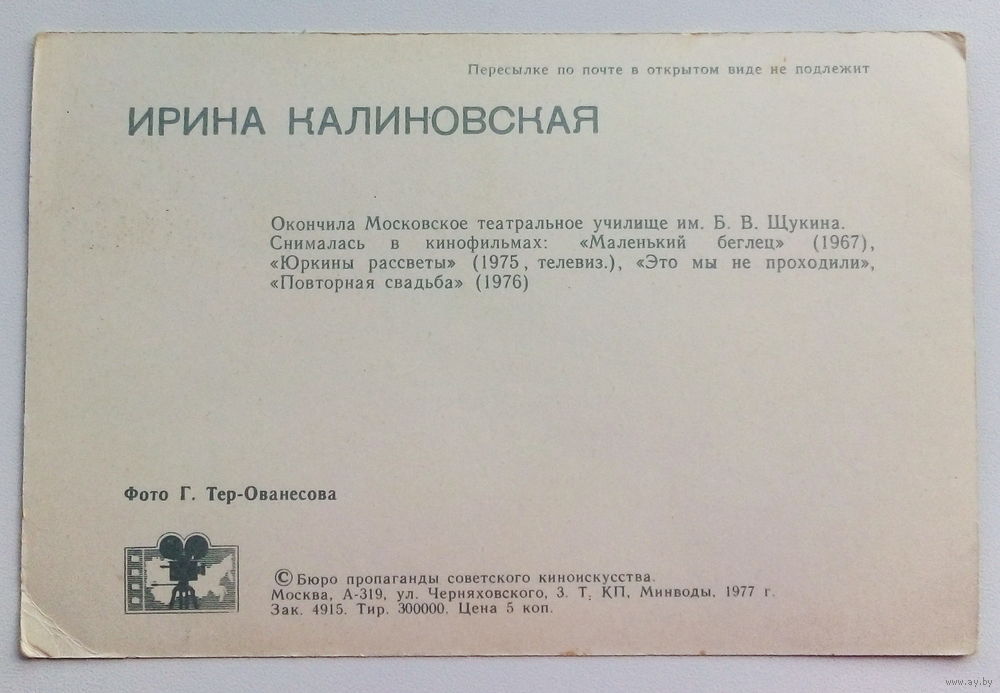 Пересылке по почте в открытом виде не подлежит
ИРИНА КАЛИНОВСКАЯ
Окончила Московское театральное училище им. Б. В. Щукина.
Снималась в кинофильмах: «Маленький беглец» (1967),
«Юркины рассветы» (1975, телевиз.), «Это мы не проходили»,
«Повторная свадьба» (1976)
Фото Г. Тер-Ованесова
© Бюро пропаганды советского киноискусства.
Москва, А-319, ул. Черняховского, 3. Т. КП, Минводы, 1977 г.
Зак. 4915. Тир. 300000. Цена 5 коп.
www.ay.by